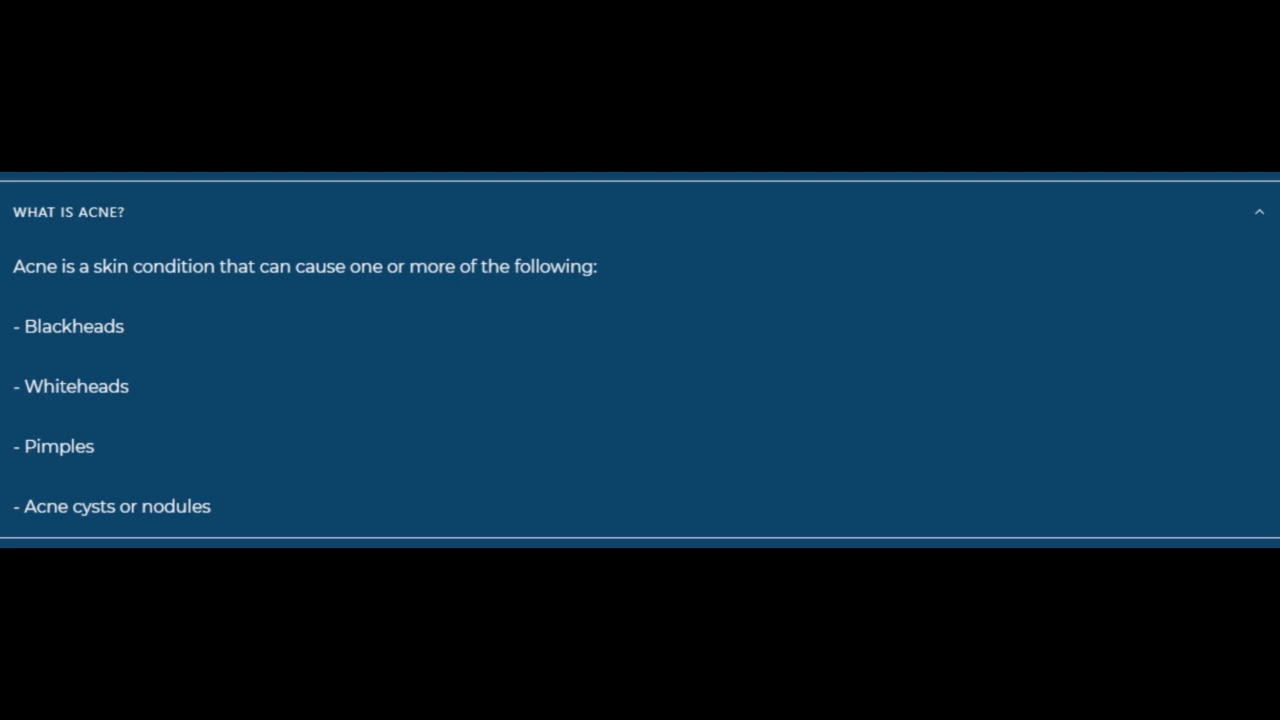 WHAT IS ACNE?
Acne is a skin condition that can cause one or more of the following:
- Blackheads
- Whiteheads
- Pimples
- Acne cysts or nodules